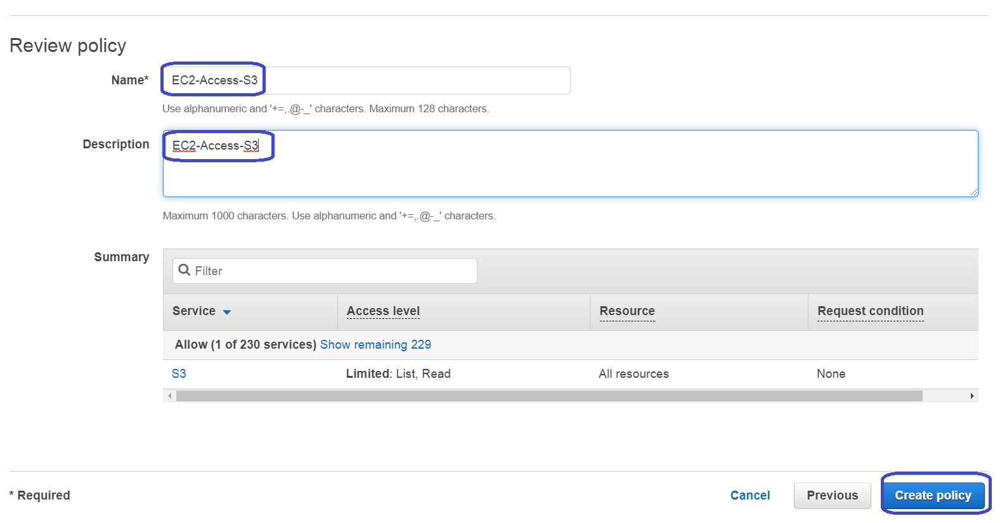 Review policy
Name* EC2-Access-S3
Use alphanumeric and '+=,.@-_' characters. Maximum 128 characters.
Description EC2-Access-S3
Maximum 1000 characters. Use alphanumeric and '+=,.@-_' characters.
Summary
Filter
Service Access level Resource Request condition
Allow (1 of 230 services) Show remaining 229
S3 Limited: List, Read All resources None
* Required Cancel Previous Create policy